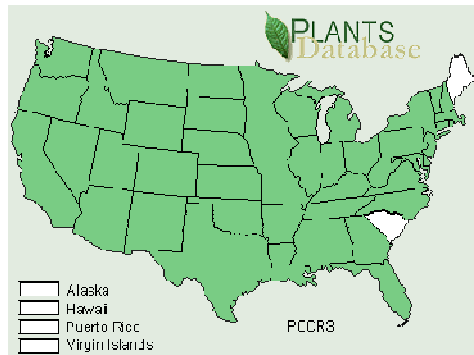 PLANTS
Database
Alaska
Hawaii
Puerto Rico
Virgin Islands
PCCR3